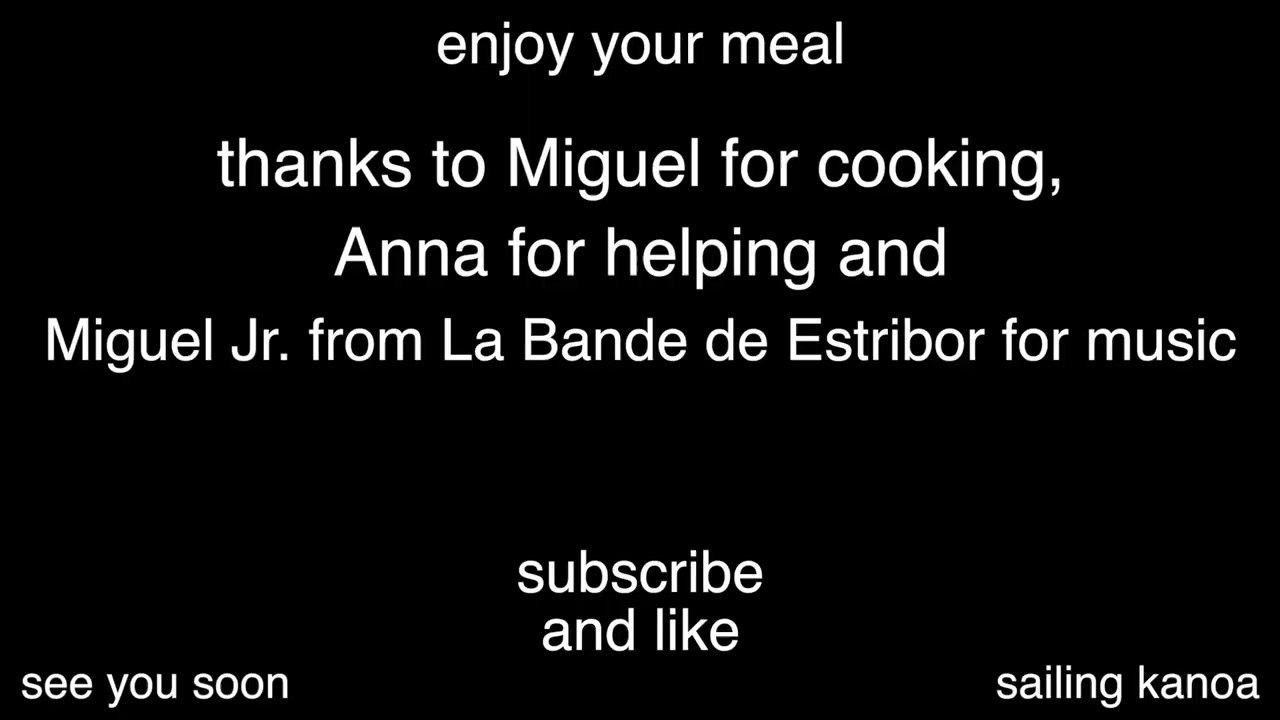 enjoy your meal
thanks to Miguel for cooking,
Anna for helping and
Miguel Jr. from La Bande de Estribor for music
subscribe
and like
see you soon
sailing kanoa